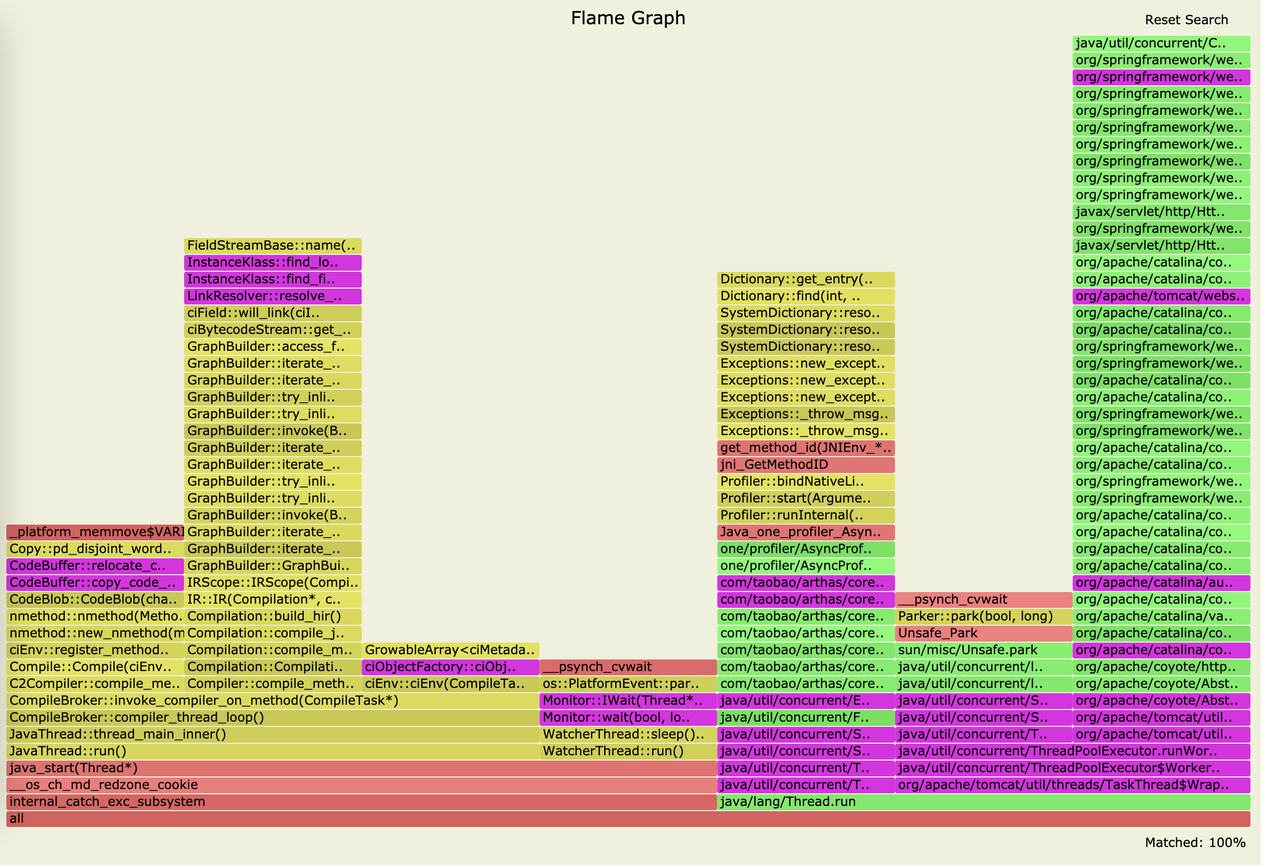 Flame Graph
Reset Search
java/util/concurrent/C..
org/springframework/we..
org/springframework/we..
org/springframework/we..
org/springframework/we..
org/springframework/we..
org/springframework/we..
org/springframework/we..
org/springframework/we..
org/springframework/we..
javax/servlet/http/Htt..
org/springframework/we..
FieldStreamBase::name(.. javax/servlet/http/Htt..
InstanceKlass::find_lo.. org/apache/catalina/co..
InstanceKlass::find_fi.. Dictionary::get_entry(.. org/apache/catalina/co..
LinkResolver::resolve_.. Dictionary::find(int, .. org/apache/tomcat/webs..
ciField::will_link(ciI.. SystemDictionary::reso.. org/apache/catalina/co..
ciBytecodeStream::get_.. SystemDictionary::reso.. org/apache/catalina/co..
GraphBuilder::access_f.. SystemDictionary::reso.. org/springframework/we..
GraphBuilder::iterate_.. Exceptions::new_except.. org/springframework/we..
GraphBuilder::iterate_.. Exceptions::new_except.. org/apache/catalina/co..
GraphBuilder::try_inli.. Exceptions::new_except.. org/apache/catalina/co..
GraphBuilder::try_inli.. Exceptions::_throw_msg.. org/springframework/we..
GraphBuilder::invoke(B.. Exceptions::_throw_msg.. org/springframework/we..
GraphBuilder::iterate_.. get_method_id(JNIEnv_*.. org/apache/catalina/co..
GraphBuilder::iterate_.. jni_GetMethodID org/apache/catalina/co..
GraphBuilder::try_inli.. Profiler::bindNativeLi.. org/springframework/we..
GraphBuilder::try_inli.. Profiler::start(Argume.. org/springframework/we..
GraphBuilder::invoke(B.. Profiler::runInternal(.. org/apache/catalina/co..
_platform_memmove$VARI GraphBuilder::iterate_.. Java_one_profiler_Asyn.. org/apache/catalina/co..
Copy::pd_disjoint_word.. GraphBuilder::iterate_.. one/profiler/AsyncProf.. org/apache/catalina/co..
CodeBuffer::relocate_c.. GraphBuilder::GraphBui.. one/profiler/AsyncProf.. org/apache/catalina/co..
CodeBuffer::copy_code_.. IRScope::IRScope(Compi.. com/taobao/arthas/core.. org/apache/catalina/au..
CodeBlob::CodeBlob(cha.. IR::IR(Compilation*, c.. com/taobao/arthas/core.. __psynch_cvwait org/apache/catalina/co..
nmethod::nmethod(Metho.. Compilation::build_hir() com/taobao/arthas/core.. Parker::park(bool, long) org/apache/catalina/va..
nmethod::new_nmethod(m Compilation::compile_j.. com/taobao/arthas/core.. Unsafe_Park org/apache/catalina/co..
ciEnv::register_method.. Compilation::compile_m.. GrowableArray<ciMetada.. com/taobao/arthas/core.. sun/misc/Unsafe.park org/apache/catalina/co..
Compile::Compile(ciEnv.. Compilation::Compilati.. ciObjectFactory::ciObj.. __psynch_cvwait com/taobao/arthas/core.. java/util/concurrent/l.. org/apache/coyote/http..
C2Compiler::compile_me.. Compiler::compile_meth.. ciEnv::ciEnv(CompileTa.. os::PlatformEvent::par.. com/taobao/arthas/core.. java/util/concurrent/l.. org/apache/coyote/Abst..
CompileBroker::invoke_compiler_on_method(CompileTask*) Monitor::IWait(Thread*.. java/util/concurrent/E.. java/util/concurrent/S.. org/apache/coyote/Abst..
CompileBroker::compiler_thread_loop() Monitor::wait(bool, lo.. java/util/concurrent/F.. java/util/concurrent/S.. org/apache/tomcat/util..
JavaThread::thread_main_inner() WatcherThread::sleep().. java/util/concurrent/S.. java/util/concurrent/T.. org/apache/tomcat/util..
JavaThread::run() WatcherThread::run() java/util/concurrent/S.. java/util/concurrent/ThreadPoolExecutor.runWor..
java_start(Thread*) java/util/concurrent/T.. java/util/concurrent/ThreadPoolExecutor$Worker..
__os_ch_md_redzone_cookie java/util/concurrent/T.. org/apache/tomcat/util/threads/TaskThread$Wrap..
internal_catch_exc_subsystem java/lang/Thread.run
all
Matched: 100%